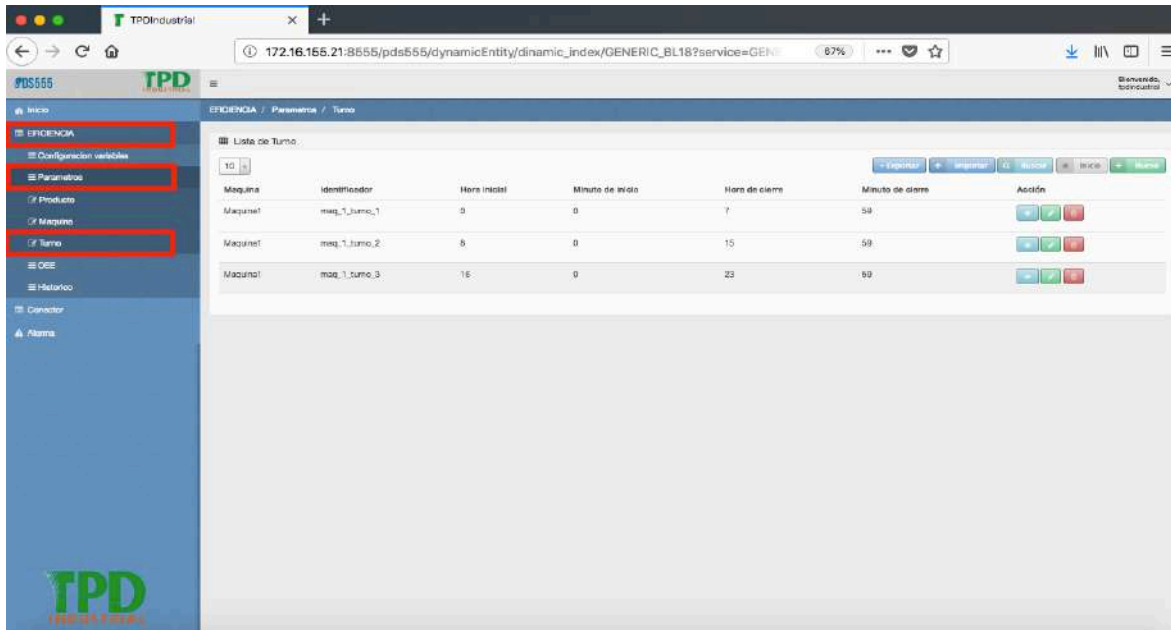 TPDIndustrial
172.16.155.21:8555/pds555/dynamicEntity/dinamic_index/GENERIC_BL18?service=GEN
67%
PDS555
TPD
INDUSTRIAL
Bienvenido,
tpdindustrial
Inicio
EFICIENCIA / Parametros / Turno
EFICIENCIA
Configuracion variables
Parametros
Producto
Maquina
Turno
OEE
Historico
Conector
Alarma
Lista de Turno
10
Exportar
Importar
Buscar
Inicio
Nuevo
Maquina Identificador Hora inicial Minuto de inicio Hora de cierre Minuto de cierre Acción
Maquina1 maq_1_turno_1 0 0 7 59
Maquina1 maq_1_turno_2 8 0 15 59
Maquina1 maq_1_turno_3 16 0 23 59
TPD
INDUSTRIAL